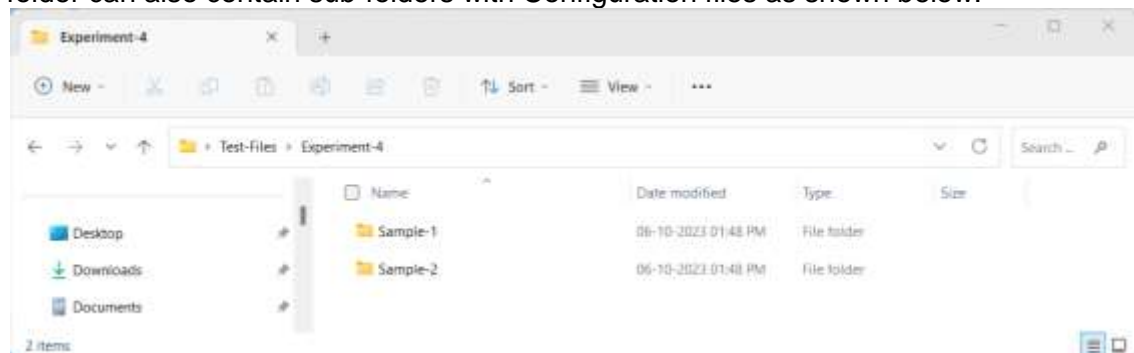 folder can also contain sub-folders with Configuration files as shown below:
Experiment-4
New
Sort
View
Test-Files > Experiment-4
Search
Name Date modified Type Size
Desktop
Sample-1 06-10-2023 01:48 PM File folder
Downloads
Sample-2 06-10-2023 01:48 PM File folder
Documents
2 items